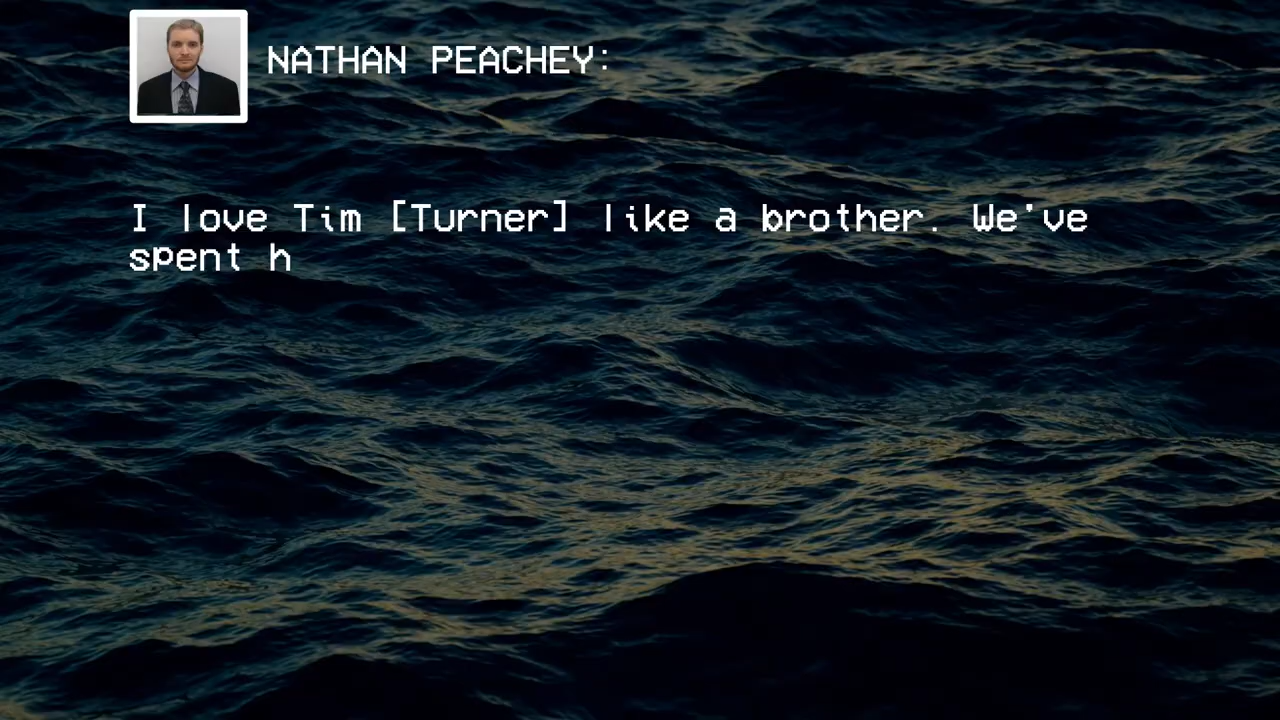 NATHAN PEACHEY:
I love Tim [Turner] like a brother. We've
spent h